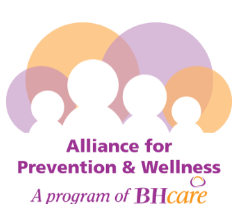 Alliance for
Prevention & Wellness
A program of BHcare